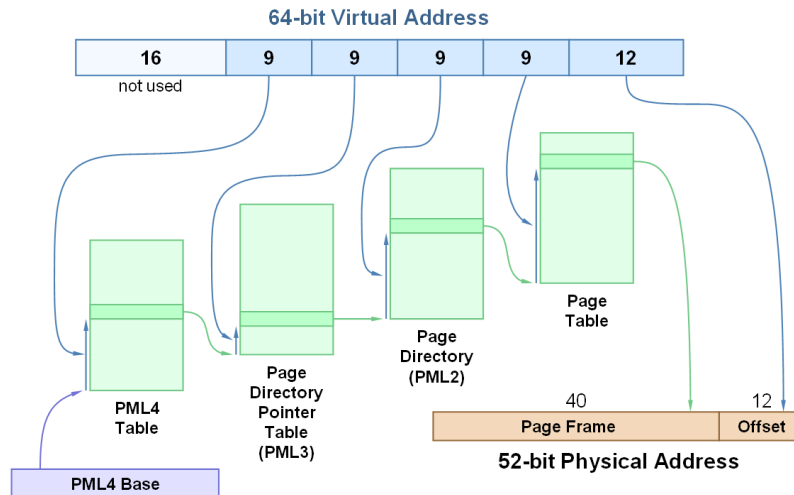 64-bit Virtual Address
16 9 9 9 9 12
not used
PML4
Table
Page
Directory
Pointer
Table
(PML3)
Page
Directory
(PML2)
Page
Table
40 12
Page Frame Offset
52-bit Physical Address
PML4 Base